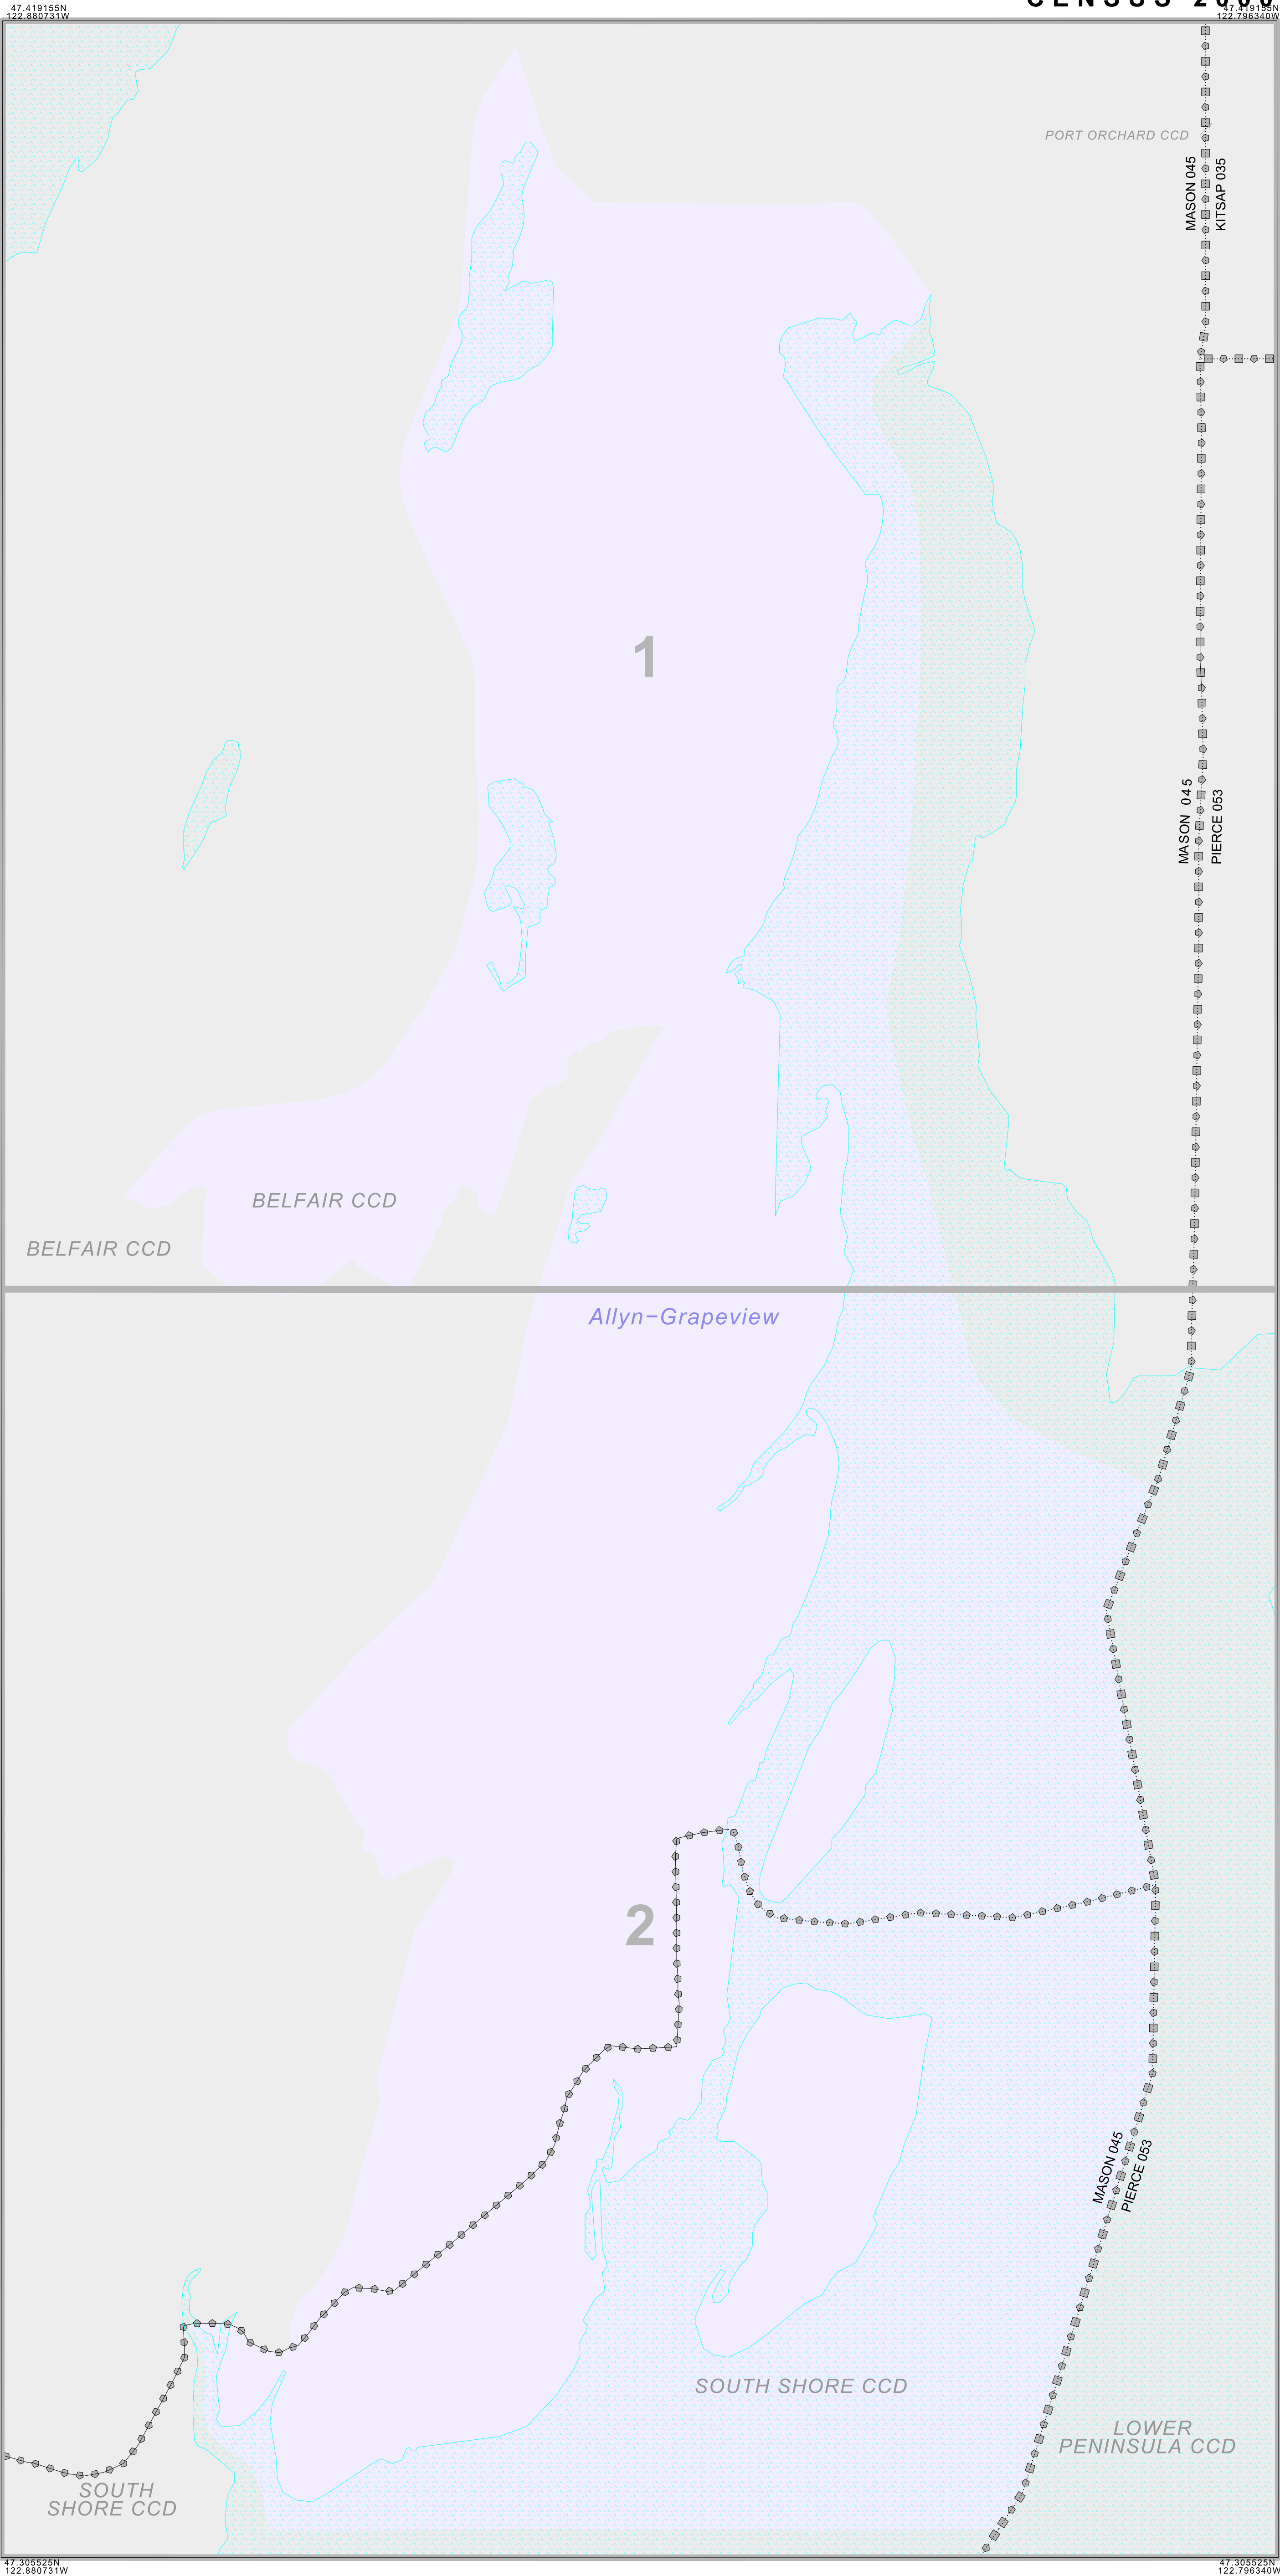 CENSUS 2000
47.419155N
122.880731W
47.419155N
122.796340W
PORT ORCHARD CCD
MASON 045
KITSAP 035
1
MASON 045
PIERCE 053
BELFAIR CCD
BELFAIR CCD
Allyn-Grapeview
2
MASON 045
PIERCE 053
SOUTH SHORE CCD
LOWER
PENINSULA CCD
SOUTH
SHORE CCD
47.305525N
122.880731W
47.305525N
122.796340W